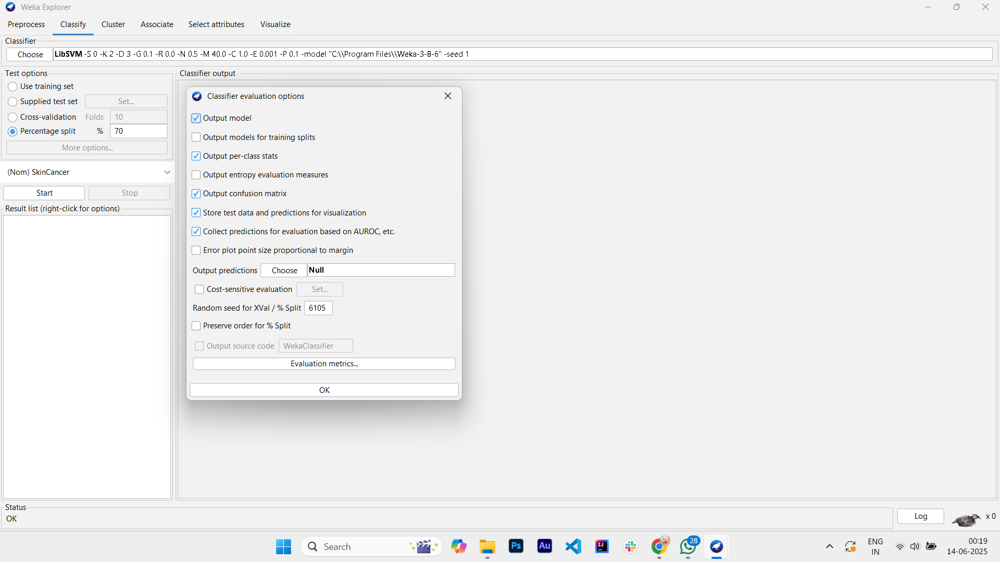 Weka Explorer
Preprocess Classify Cluster Associate Select attributes Visualize
Classifier
Choose LibSVM -S 0 -K 2 -D 3 -G 0.1 -R 0.0 -N 0.5 -M 40.0 -C 1.0 -E 0.001 -P 0.1 -model "C:\\Program Files\\Weka-3-8-6" -seed 1
Test options
Use training set
Supplied test set Set...
Cross-validation Folds 10
Percentage split % 70
More options...
(Nom) SkinCancer
Start Stop
Result list (right-click for options)
Classifier output
Classifier evaluation options
Output model
Output models for training splits
Output per-class stats
Output entropy evaluation measures
Output confusion matrix
Store test data and predictions for visualization
Collect predictions for evaluation based on AUROC, etc.
Error plot point size proportional to margin
Output predictions Choose Null
Cost-sensitive evaluation Set...
Random seed for XVal / % Split 6105
Preserve order for % Split
Output source code WekaClassifier
Evaluation metrics...
OK
Status
OK
Log x 0
Search
Ps
Au
IJ
28
ENG
IN
00:19
14-06-2025